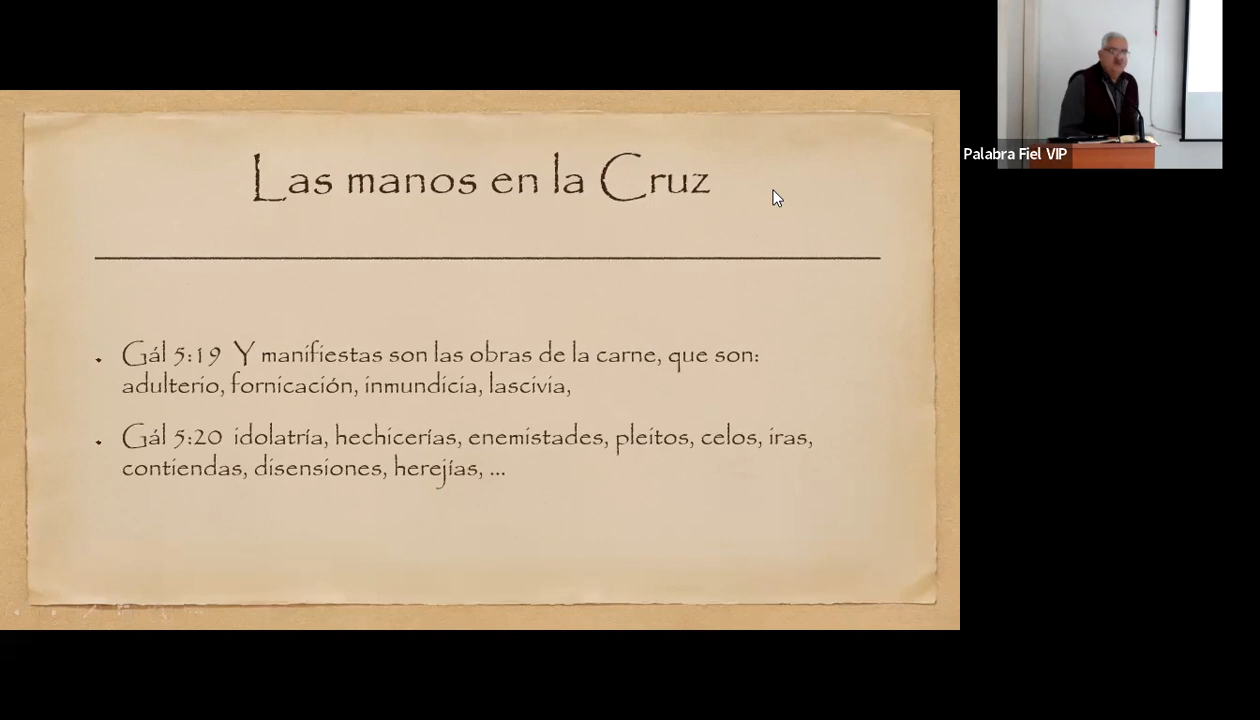 Las manos en la Cruz
Gál 5:19 Y manifiestas son las obras de la carne, que son:
adulterio, fornicación, inmundicia, lascivia,
Gál 5:20 idolatría, hechicerías, enemistades, pleitos, celos, iras,
contiendas, disensiones, herejías, ...
Palabra Fiel VIP